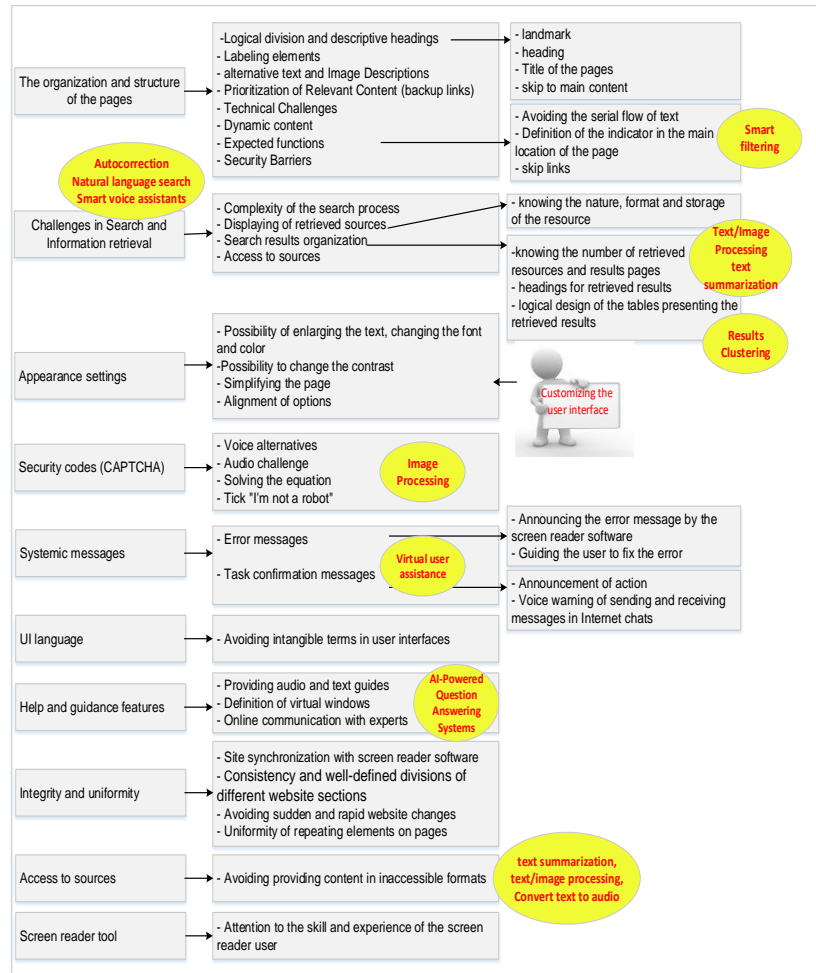 The organization and structure
of the pages
-Logical division and descriptive headings
- Labeling elements
- alternative text and Image Descriptions
- Prioritization of Relevant Content (backup links)
- Technical Challenges
- Dynamic content
- Expected functions
- Security Barriers
- landmark
- heading
- Title of the pages
- skip to main content
- Avoiding the serial flow of text
- Definition of the indicator in the main
location of the page
- skip links
Smart
filtering
Autocorrection
Natural language search
Smart voice assistants
Challenges in Search and
Information retrieval
- Complexity of the search process
- Displaying of retrieved sources
- Search results organization
- Access to sources
- knowing the nature, format and storage
of the resource
-knowing the number of retrieved
resources and results pages
- headings for retrieved results
- logical design of the tables presenting the
retrieved results
Text/Image
Processing
text
summarization
Results
Clustering
Appearance settings
- Possibility of enlarging the text, changing the font
and color
-Possibility to change the contrast
- Simplifying the page
- Alignment of options
Customizing the
user interface
Security codes (CAPTCHA)
- Voice alternatives
- Audio challenge
- Solving the equation
- Tick "I'm not a robot"
Image
Processing
Systemic messages
- Error messages
- Task confirmation messages
Virtual user
assistance
- Announcing the error message by the
screen reader software
- Guiding the user to fix the error
- Announcement of action
- Voice warning of sending and receiving
messages in Internet chats
UI language
- Avoiding intangible terms in user interfaces
Help and guidance features
- Providing audio and text guides
- Definition of virtual windows
- Online communication with experts
AI-Powered
Question
Answering
Systems
Integrity and uniformity
- Site synchronization with screen reader software
- Consistency and well-defined divisions of
different website sections
- Avoiding sudden and rapid website changes
- Uniformity of repeating elements on pages
Access to sources
- Avoiding providing content in inaccessible formats
text summarization,
text/image processing,
Convert text to audio
Screen reader tool
- Attention to the skill and experience of the screen
reader user